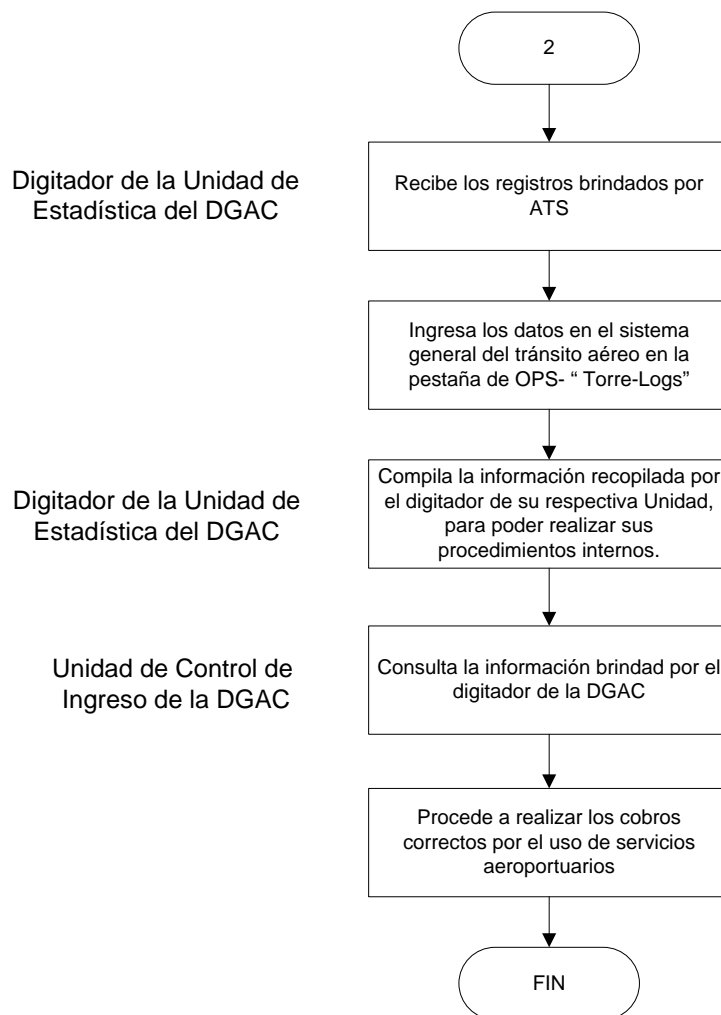 2
Digitador de la Unidad de
Estadística del DGAC
Recibe los registros brindados por
ATS
Ingresa los datos en el sistema
general del tránsito aéreo en la
pestaña de OPS- “ Torre-Logs”
Digitador de la Unidad de
Estadística del DGAC
Compila la información recopilada por
el digitador de su respectiva Unidad,
para poder realizar sus
procedimientos internos.
Unidad de Control de
Ingreso de la DGAC
Consulta la información brindad por el
digitador de la DGAC
Procede a realizar los cobros
correctos por el uso de servicios
aeroportuarios
FIN